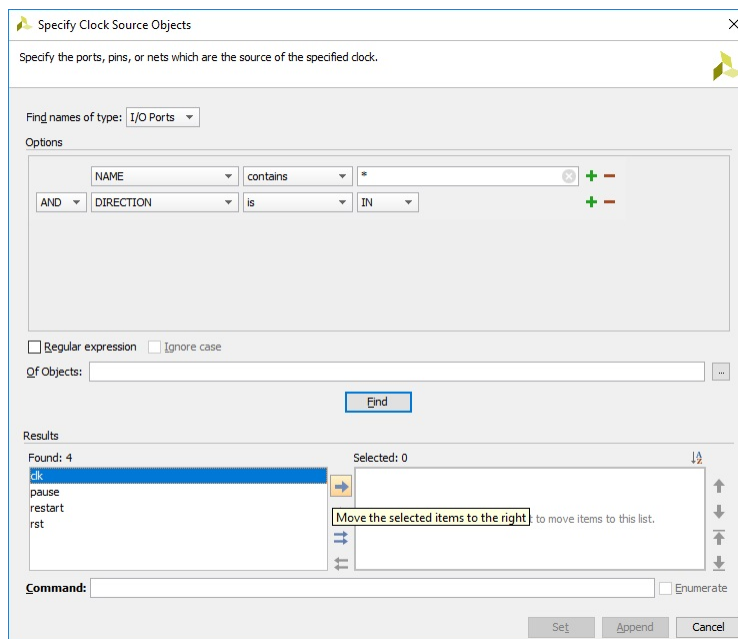 Specify Clock Source Objects
Specify the ports, pins, or nets which are the source of the specified clock.
Find names of type: I/O Ports
Options
NAME contains *
AND DIRECTION is IN
Regular expression Ignore case
Of Objects: ...
Find
Results
Found: 4 Selected: 0
clk
pause
restart
rst
Move the selected items to the right
t to move items to this list.
Command: Enumerate
Set Append Cancel